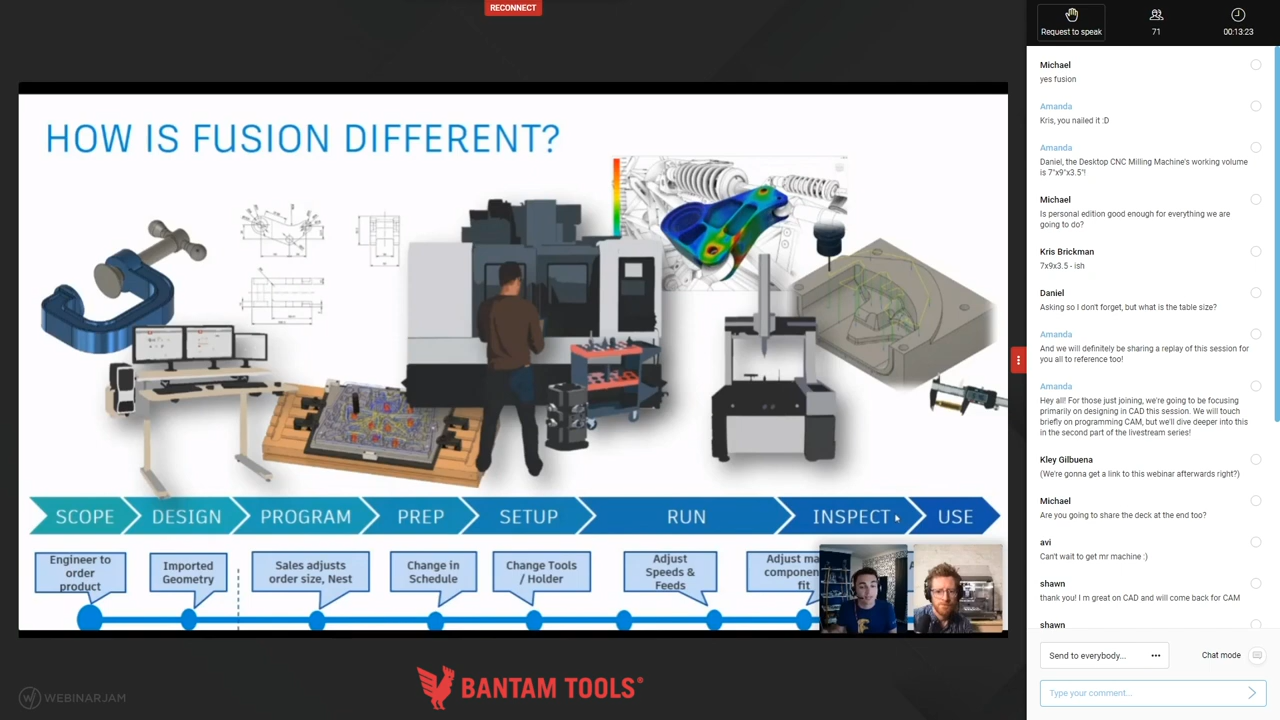 RECONNECT
HOW IS FUSION DIFFERENT?
SCOPE
DESIGN
PROGRAM
PREP
SETUP
RUN
INSPECT
USE
Engineer to
order
product
Imported
Geometry
Sales adjusts
order size, Nest
Change in
Schedule
Change Tools
/ Holder
Adjust
Speeds &
Feeds
Adjust ma
componen
fit
WEBINARJAM
BANTAM TOOLS®
Request to speak
71
00:13:23
Michael
yes fusion
Amanda
Kris, you nailed it :D
Amanda
Daniel, the Desktop CNC Milling Machine's working volume
is 7"x9"x3.5"!
Michael
Is personal edition good enough for everything we are
going to do?
Kris Brickman
7x9x3.5 - ish
Daniel
Asking so I don't forget, but what is the table size?
Amanda
And we will definitely be sharing a replay of this session for
you all to reference too!
Amanda
Hey all! For those just joining, we're going to be focusing
primarily on designing in CAD this session. We will touch
briefly on programming CAM, but we'll dive deeper into this
in the second part of the livestream series!
Kley Gilbuena
(We're gonna get a link to this webinar afterwards right?)
Michael
Are you going to share the deck at the end too?
avi
Can't wait to get mr machine :)
shawn
thank you! I m great on CAD and will come back for CAM
shawn
Send to everybody...
Chat mode
Type your comment...